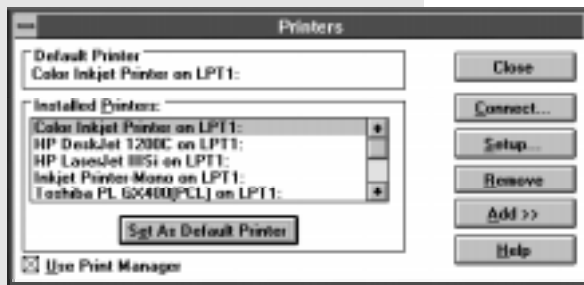 Printers
Default Printer
Color Inkjet Printer on LPT1:
Installed Printers:
Color Inkjet Printer on LPT1:
HP DeskJet 1200C on LPT1:
HP LaserJet IIISi on LPT1:
Inkjet Printer-Mono on LPT1:
Toshiba PL GX400(PCL) on LPT1:
Set As Default Printer
Use Print Manager
Close
Connect...
Setup...
Remove
Add >>
Help